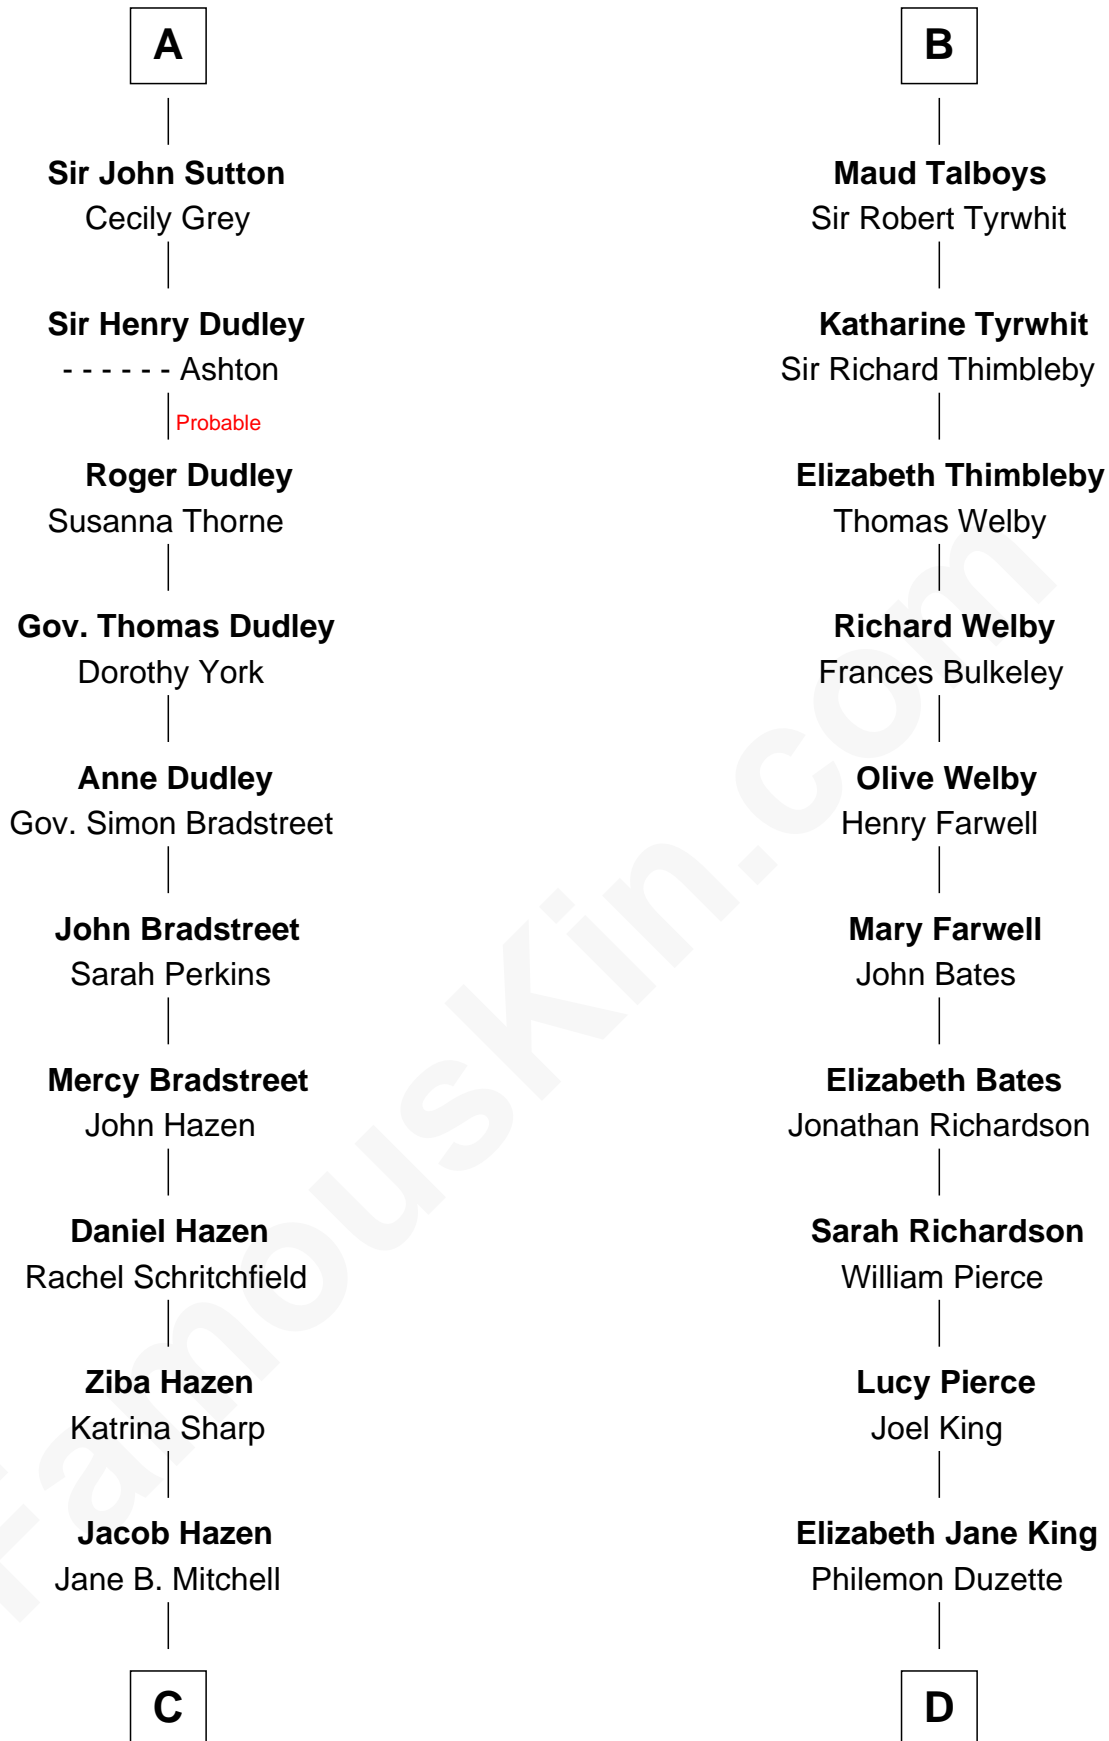 A
Sir John Sutton
Cecily Grey
Sir Henry Dudley
- - - - - - Ashton
Probable
Roger Dudley
Susanna Thorne
Gov. Thomas Dudley
Dorothy York
Anne Dudley
Gov. Simon Bradstreet
John Bradstreet
Sarah Perkins
Mercy Bradstreet
John Hazen
Daniel Hazen
Rachel Schritchfield
Ziba Hazen
Katrina Sharp
Jacob Hazen
Jane B. Mitchell
C
B
Maud Talboys
Sir Robert Tyrwhit
Katharine Tyrwhit
Sir Richard Thimbleby
Elizabeth Thimbleby
Thomas Welby
Richard Welby
Frances Bulkeley
Olive Welby
Henry Farwell
Mary Farwell
John Bates
Elizabeth Bates
Jonathan Richardson
Sarah Richardson
William Pierce
Lucy Pierce
Joel King
Elizabeth Jane King
Philemon Duzette
D
FamousKin.com